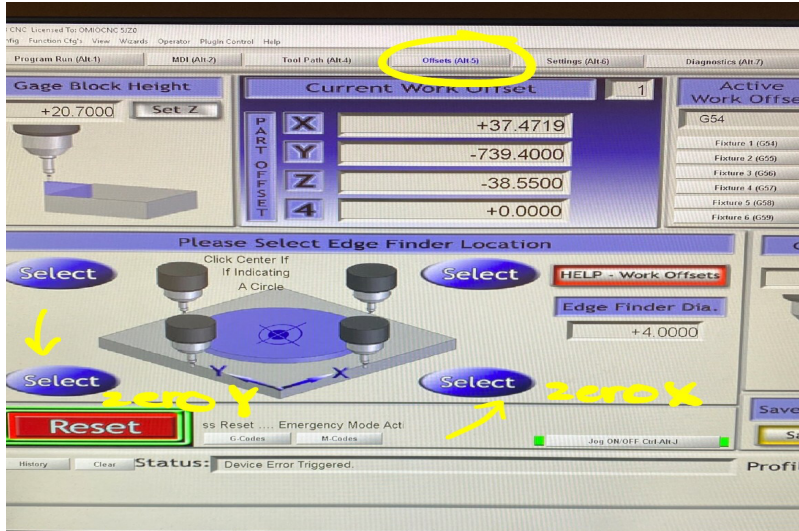 CNC Licensed To: OMIOCNC 5JZ0
nfig Function Cfg's. View Wizards Operator Plugin Control Help
Program Run (Alt-1) MDI (Alt-2) Tool Path (Alt-4) Offsets (Alt-5) Settings (Alt-6) Diagnostics (Alt-7)
Gage Block Height
+20.7000 Set Z
Current Work Offset 1
PART OFFSET
X +37.4719
Y -739.4000
Z -38.5500
4 +0.0000
Active
Work Offse
G54
Fixture 1 (G54)
Fixture 2 (G55)
Fixture 3 (G56)
Fixture 4 (G57)
Fixture 5 (G58)
Fixture 6 (G59)
Please Select Edge Finder Location
Select
Click Center If
If Indicating
A Circle
Select
HELP - Work Offsets
Edge Finder Dia.
+4.0000
Y X
Select
zero Y
Select
zero X
Reset
ss Reset .... Emergency Mode Acti
G-Codes M-Codes
Jog ON/OFF Ctrl-Alt-J
Save
Sa
History Clear Status: Device Error Triggered.
Profi